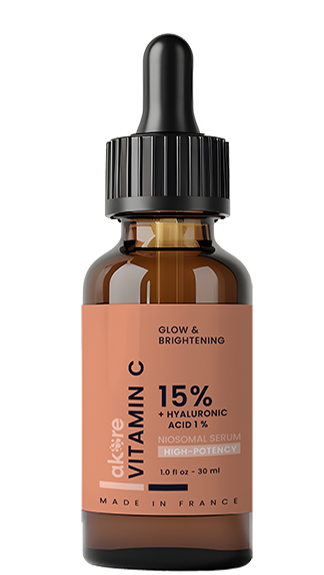 GLOW &
BRIGHTENING
akore
VITAMIN C
15%
+ HYALURONIC
ACID 1 %
NIOSOMAL SERUM
HIGH-POTENCY
1.0 fl oz - 30 ml
MADE IN FRANCE